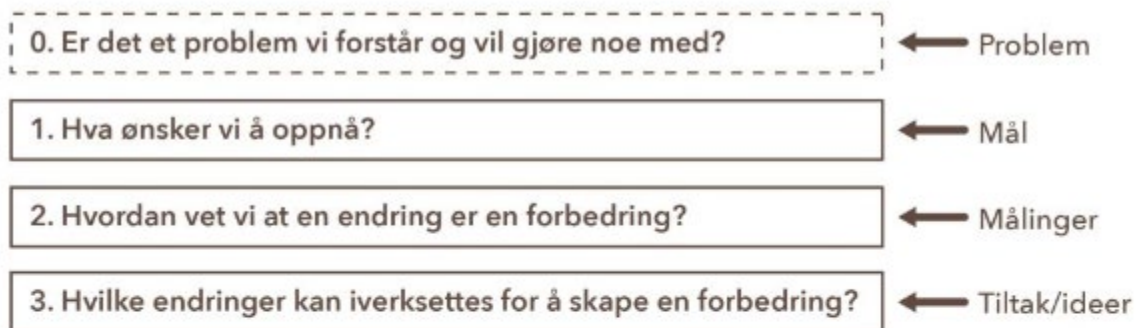 0. Er det et problem vi forstår og vil gjøre noe med?
Problem
1. Hva ønsker vi å oppnå?
Mål
2. Hvordan vet vi at en endring er en forbedring?
Målinger
3. Hvilke endringer kan iverksettes for å skape en forbedring?
Tiltak/ideer